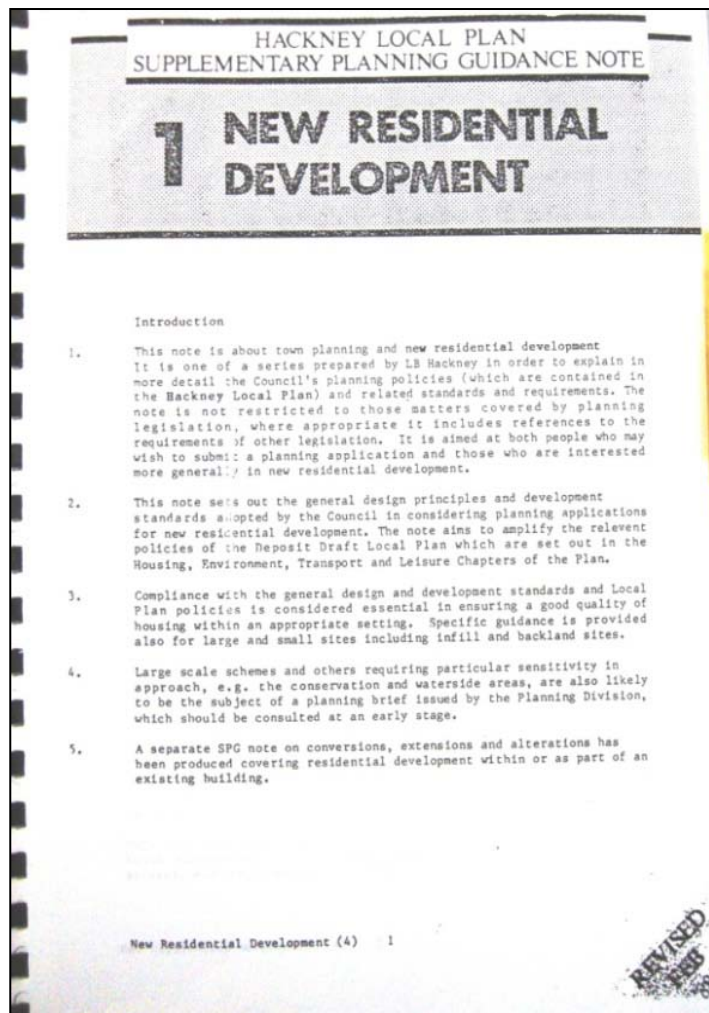 HACKNEY LOCAL PLAN
SUPPLEMENTARY PLANNING GUIDANCE NOTE
1 NEW RESIDENTIAL
DEVELOPMENT
Introduction
1. This note is about town planning and new residential development
It is one of a series prepared by LB Hackney in order to explain in
more detail the Council's planning policies (which are contained in
the Hackney Local Plan) and related standards and requirements. The
note is not restricted to those matters covered by planning
legislation, where appropriate it includes references to the
requirements of other legislation. It is aimed at both people who may
wish to submit a planning application and those who are interested
more generally in new residential development.
2. This note sets out the general design principles and development
standards adopted by the Council in considering planning applications
for new residential development. The note aims to amplify the relevent
policies of the Deposit Draft Local Plan which are set out in the
Housing, Environment, Transport and Leisure Chapters of the Plan.
3. Compliance with the general design and development standards and Local
Plan policies is considered essential in ensuring a good quality of
housing within an appropriate setting. Specific guidance is provided
also for large and small sites including infill and backland sites.
4. Large scale schemes and others requiring particular sensitivity in
approach, e.g. the conservation and waterside areas, are also likely
to be the subject of a planning brief issued by the Planning Division,
which should be consulted at an early stage.
5. A separate SPG note on conversions, extensions and alterations has
been produced covering residential development within or as part of an
existing building.
New Residential Development (4) 1
REVISED
FEB